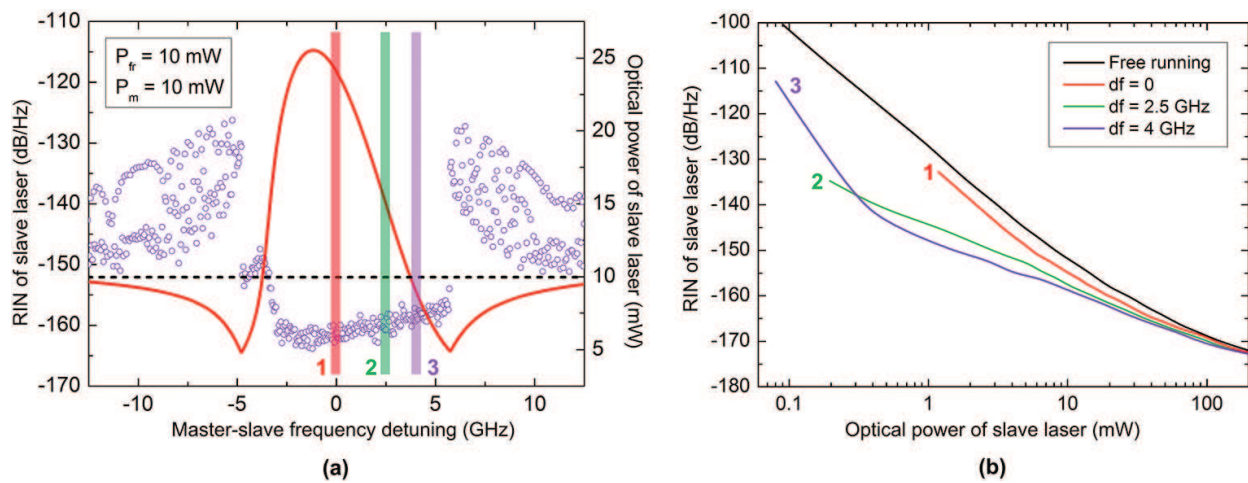 P_fr = 10 mW
P_m = 10 mW
RIN of slave laser (dB/Hz)
-110
-120
-130
-140
-150
-160
-170
-10
-5
0
5
10
Master-slave frequency detuning (GHz)
25
20
15
10
5
Optical power of slave laser (mW)
1
2
3
(a)
RIN of slave laser (dB/Hz)
-100
-110
-120
-130
-140
-150
-160
-170
-180
0.1
1
10
100
Optical power of slave laser (mW)
Free running
df = 0
df = 2.5 GHz
df = 4 GHz
3
2
1
(b)